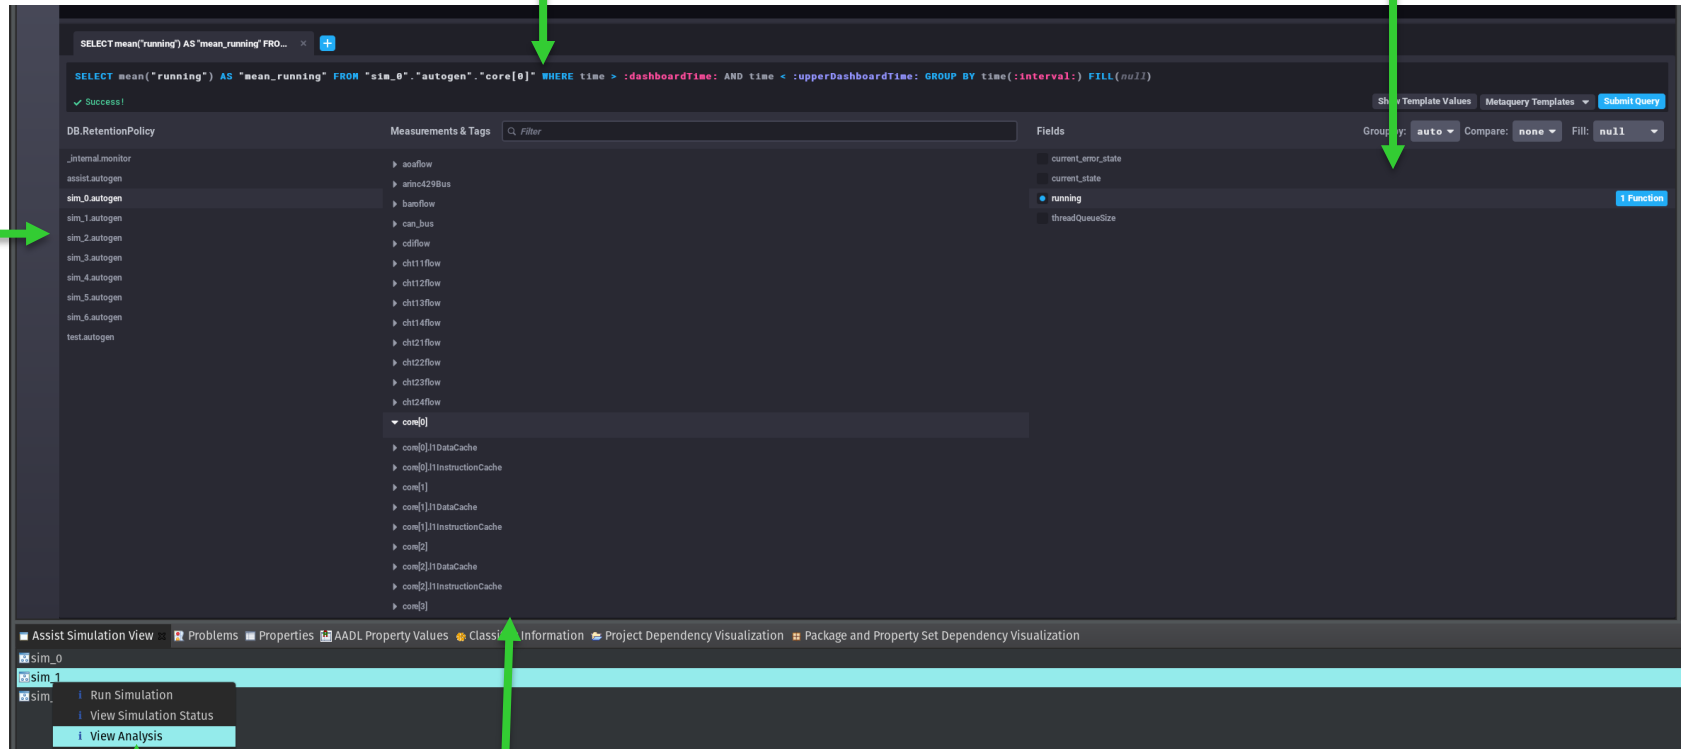 SELECT mean("running") AS "mean_running" FRO... ×
SELECT mean("running") AS "mean_running" FROM "sim_0"."autogen"."core[0]" WHERE time > :dashboardTime: AND time < :upperDashboardTime: GROUP BY time(:interval:) FILL(null)
Success!
Template Values Metaquery Templates Submit Query
DB.RetentionPolicy Measurements & Tags Filter Fields auto Compare: none Fill: null
_internal.monitor
assist.autogen
sim_0.autogen
sim_1.autogen
sim_2.autogen
sim_3.autogen
sim_4.autogen
sim_5.autogen
sim_6.autogen
test.autogen
aoaflow
arinc429Bus
baroflow
can_bus
cdiflow
cht11flow
cht12flow
cht13flow
cht14flow
cht21flow
cht22flow
cht23flow
cht24flow
core[0]
core[0].l1DataCache
core[0].l1InstructionCache
core[1]
core[1].l1DataCache
core[1].l1InstructionCache
core[2]
core[2].l1DataCache
core[2].l1InstructionCache
core[3]
current_error_state
current_state
running 1 Function
threadQueueSize
Assist Simulation View Problems Properties AADL Property Values Information Project Dependency Visualization Package and Property Set Dependency Visualization
sim_0
sim_1
sim_
Run Simulation
View Simulation Status
View Analysis